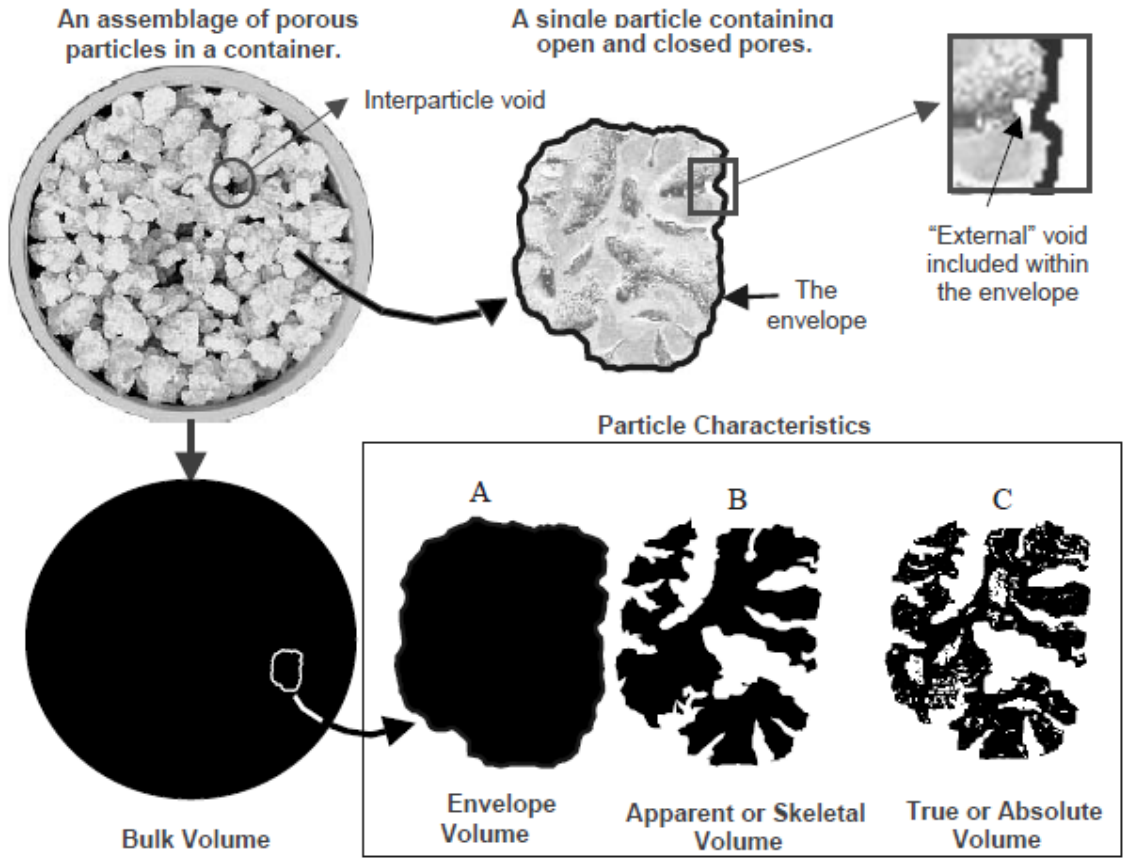 An assemblage of porous
particles in a container.
A single particle containing
open and closed pores.
Interparticle void
“External” void
included within
the envelope
The
envelope
Particle Characteristics
A
B
C
Envelope
Volume
Apparent or Skeletal
Volume
True or Absolute
Volume
Bulk Volume